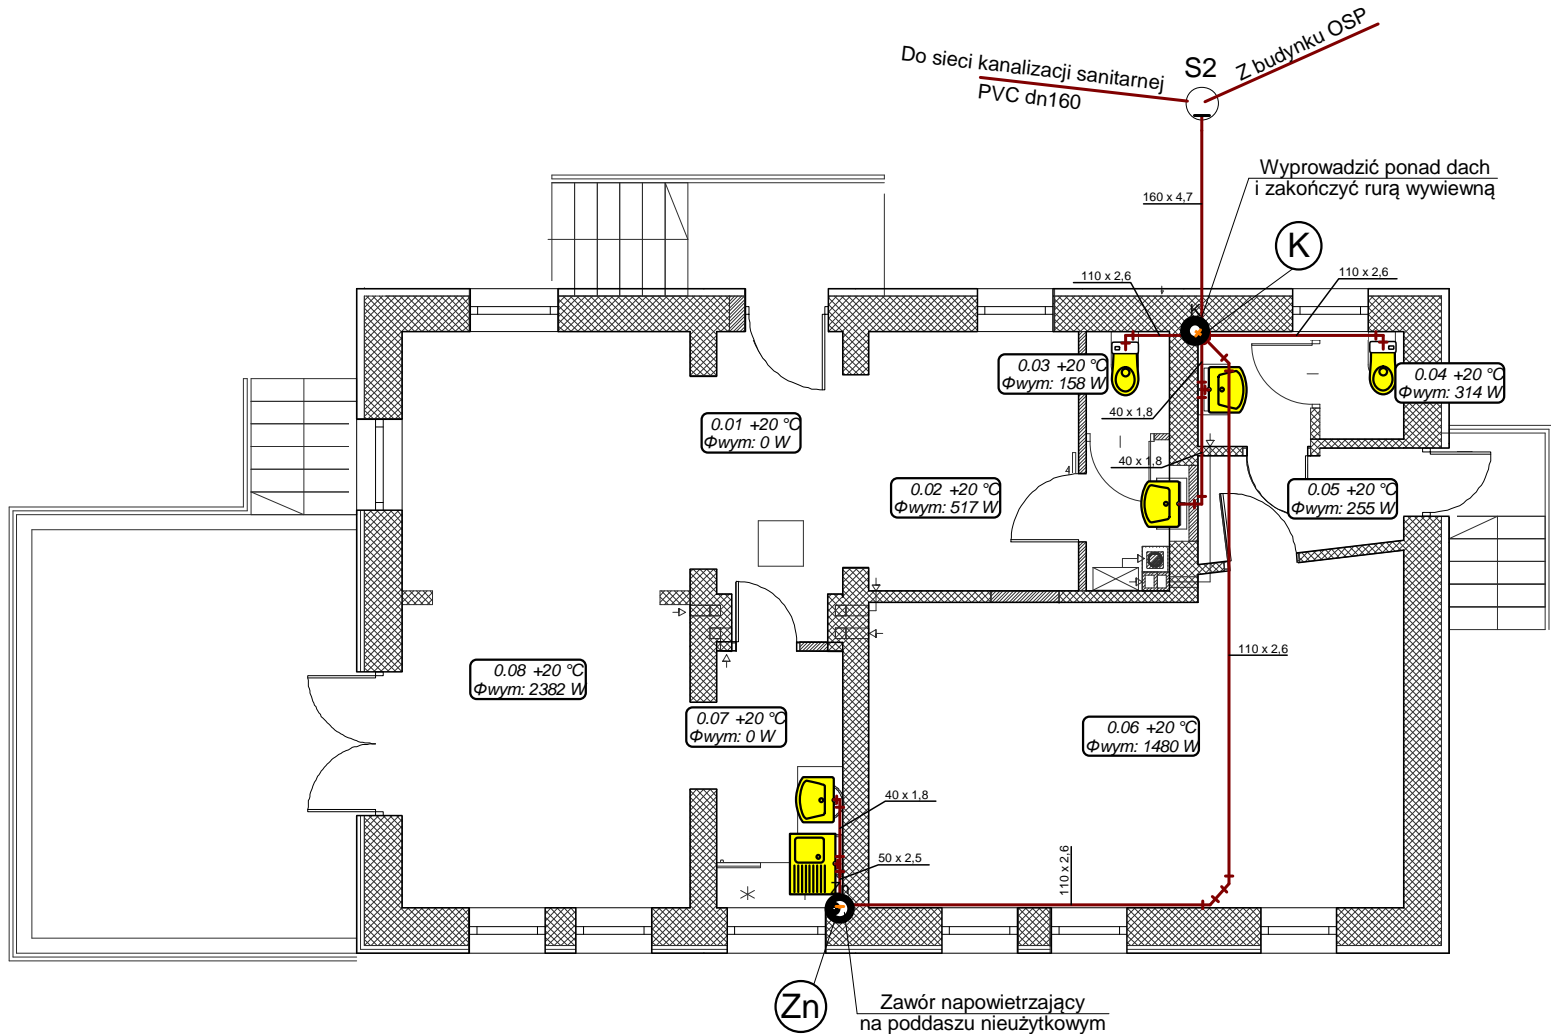 Do sieci kanalizacji sanitarnej
PVC dn160
S2
Z budynku OSP
Wyprowadzić ponad dach
i zakończyć rurą wywiewną
160 x 4,7
K
110 x 2,6
110 x 2,6
K
0.03 +20 °C
Φwym: 158 W
0.04 +20 °C
Φwym: 314 W
40 x 1,8
0.01 +20 °C
Φwym: 0 W
40 x 1,8
0.02 +20 °C
Φwym: 517 W
0.05 +20 °C
Φwym: 255 W
110 x 2,6
0.08 +20 °C
Φwym: 2382 W
0.07 +20 °C
Φwym: 0 W
0.06 +20 °C
Φwym: 1480 W
40 x 1,8
50 x 2,5
110 x 2,6
Zn
Zawór napowietrzający
na poddaszu nieużytkowym